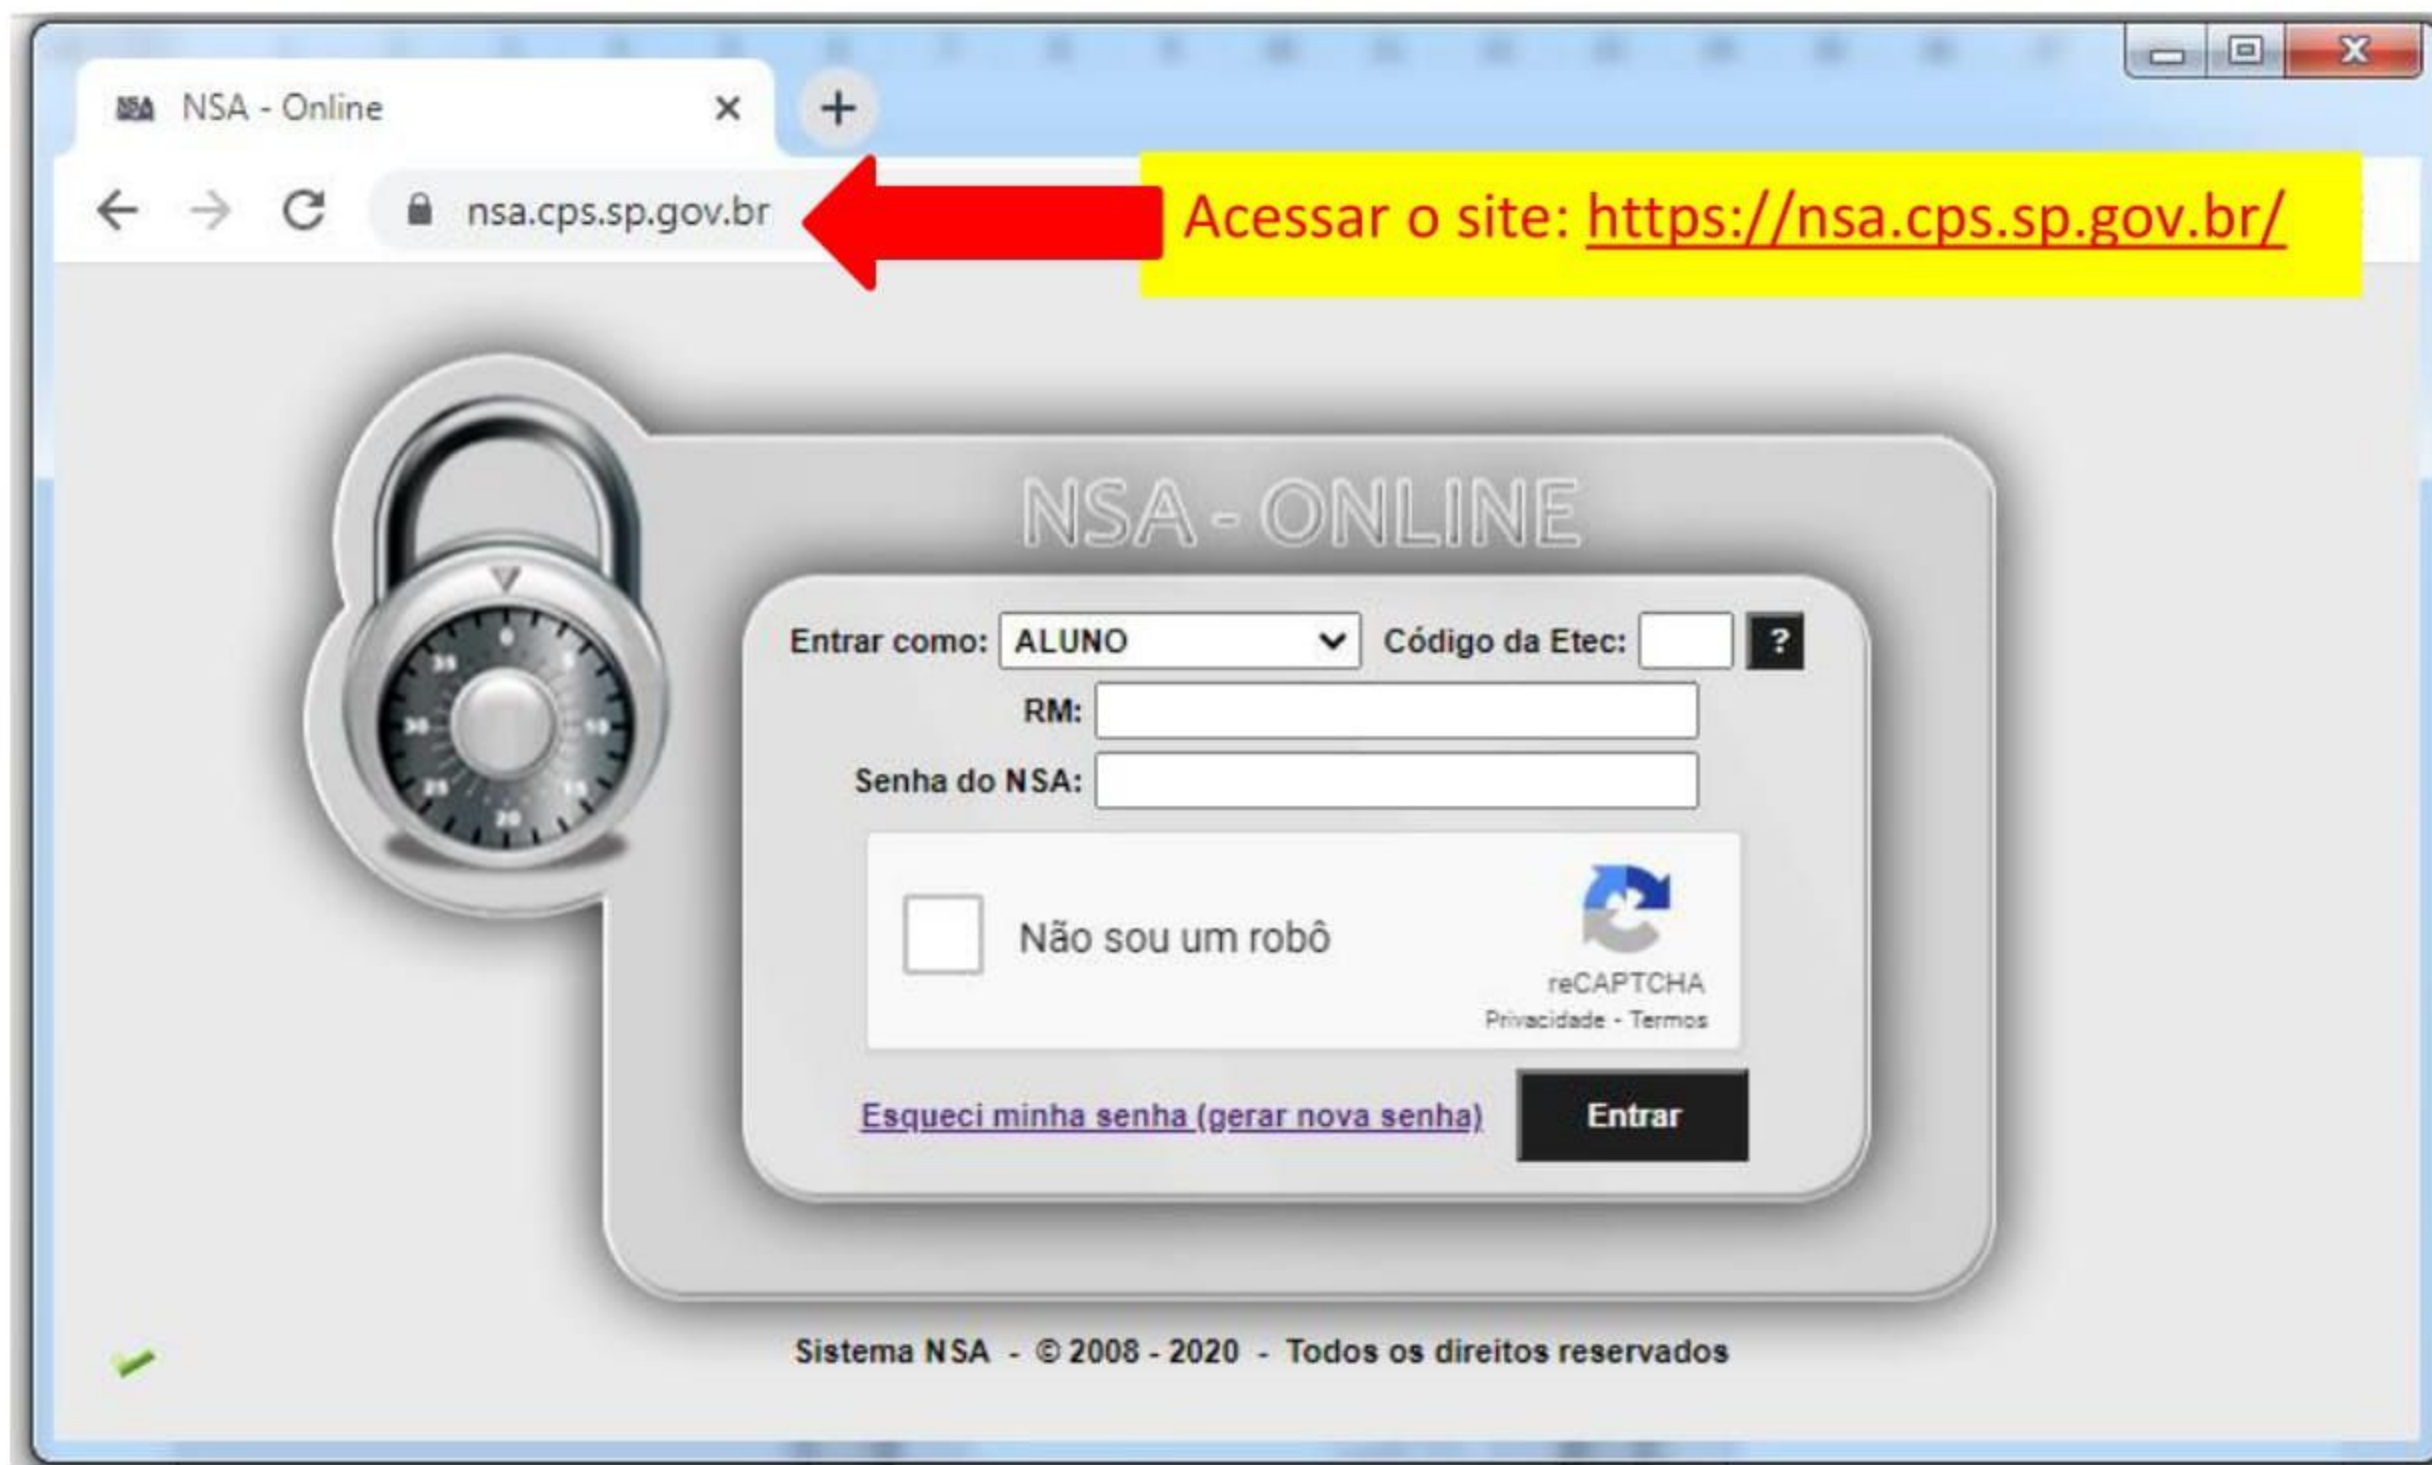 NSA - Online
nsa.cps.sp.gov.br
Acessar o site: https://nsa.cps.sp.gov.br/
NSA - ONLINE
Entrar como: ALUNO Código da Etec: ?
RM:
Senha do NSA:
Não sou um robô
reCAPTCHA
Privacidade - Termos
Esqueci minha senha (gerar nova senha) Entrar
Sistema NSA - © 2008 - 2020 - Todos os direitos reservados